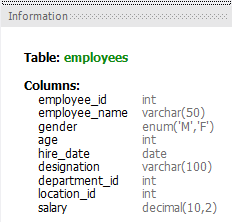 Information
Table: employees
Columns:
employee_id int
employee_name varchar(50)
gender enum('M','F')
age int
hire_date date
designation varchar(100)
department_id int
location_id int
salary decimal(10,2)